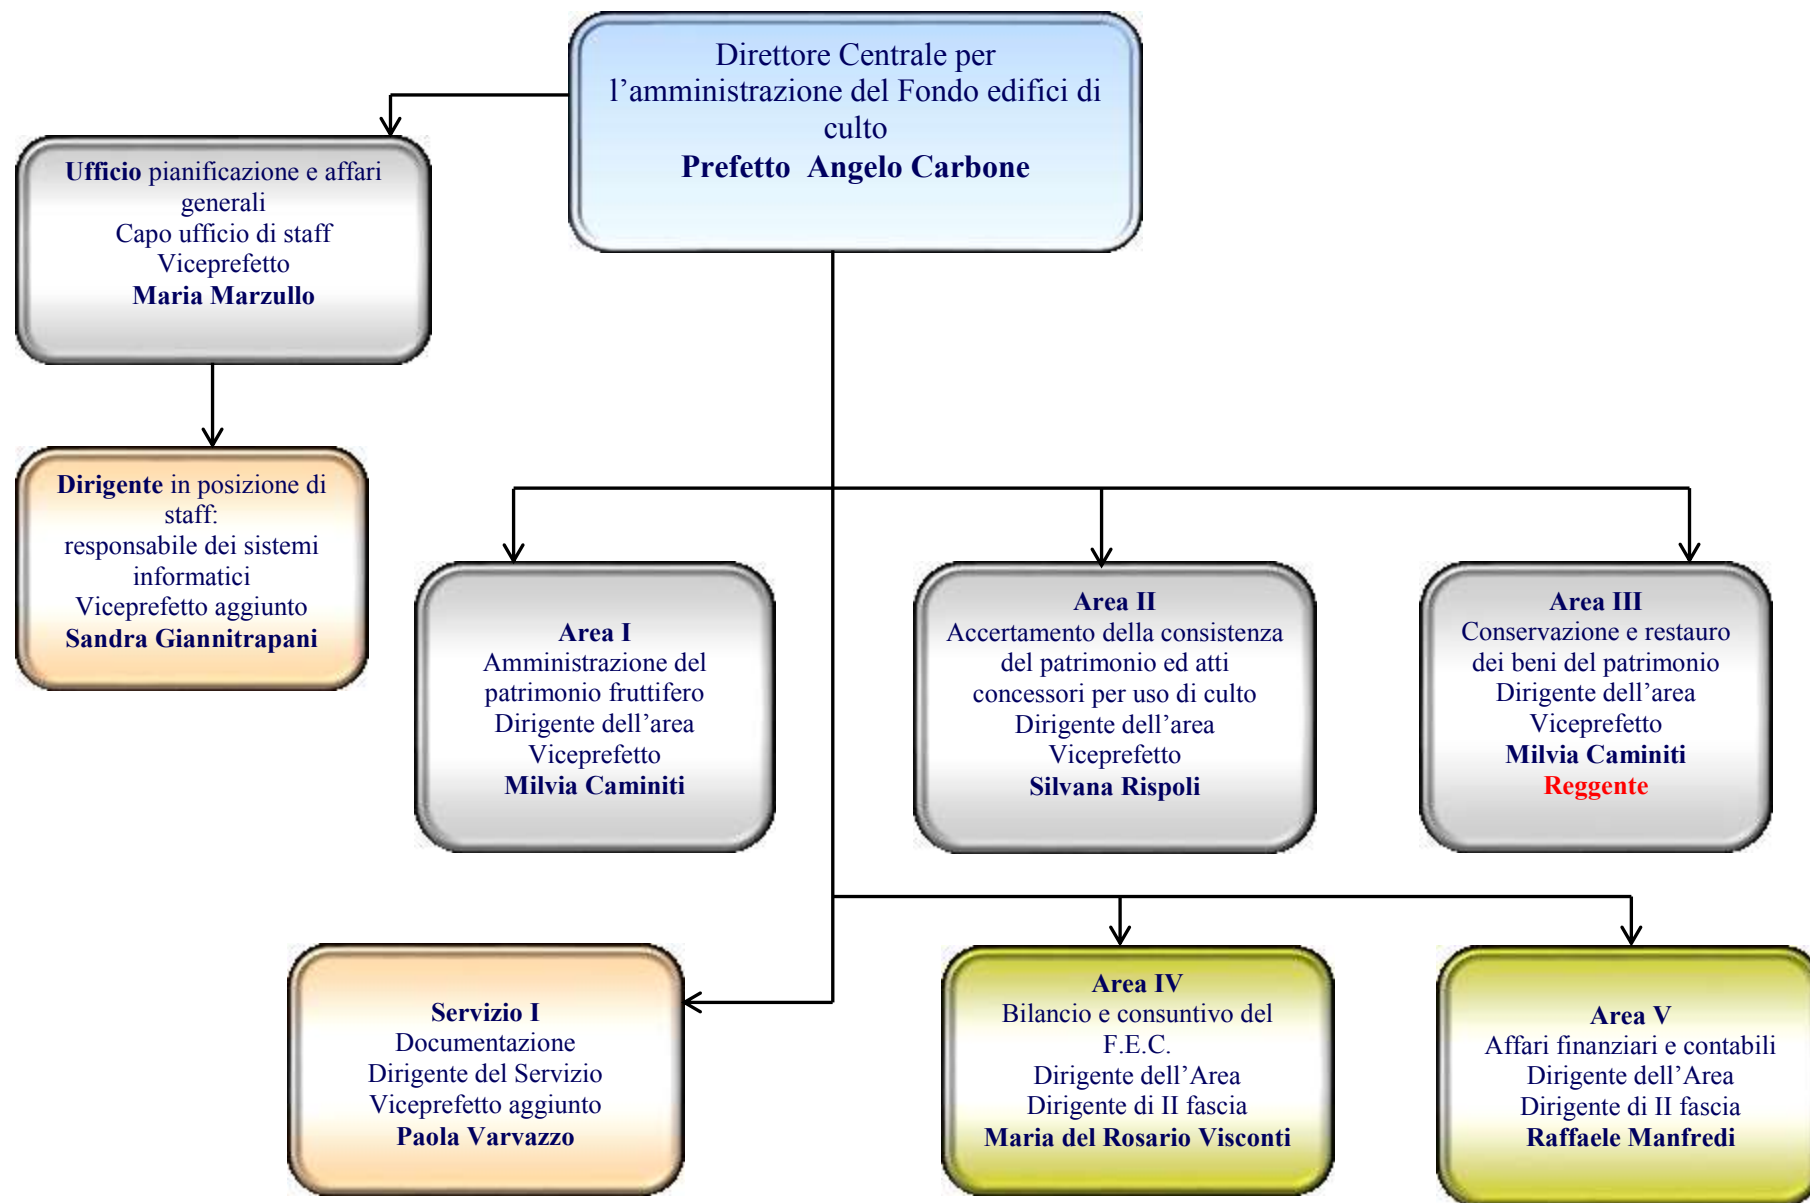 Direttore Centrale per
l’amministrazione del Fondo edifici di
culto
Prefetto Angelo Carbone
Ufficio pianificazione e affari
generali
Capo ufficio di staff
Viceprefetto
Maria Marzullo
Dirigente in posizione di
staff:
responsabile dei sistemi
informatici
Viceprefetto aggiunto
Sandra Giannitrapani
Area I
Amministrazione del
patrimonio fruttifero
Dirigente dell’area
Viceprefetto
Milvia Caminiti
Area II
Accertamento della consistenza
del patrimonio ed atti
concessori per uso di culto
Dirigente dell’area
Viceprefetto
Silvana Rispoli
Area III
Conservazione e restauro
dei beni del patrimonio
Dirigente dell’area
Viceprefetto
Milvia Caminiti
Reggente
Servizio I
Documentazione
Dirigente del Servizio
Viceprefetto aggiunto
Paola Varvazzo
Area IV
Bilancio e consuntivo del
F.E.C.
Dirigente dell’Area
Dirigente di II fascia
Maria del Rosario Visconti
Area V
Affari finanziari e contabili
Dirigente dell’Area
Dirigente di II fascia
Raffaele Manfredi